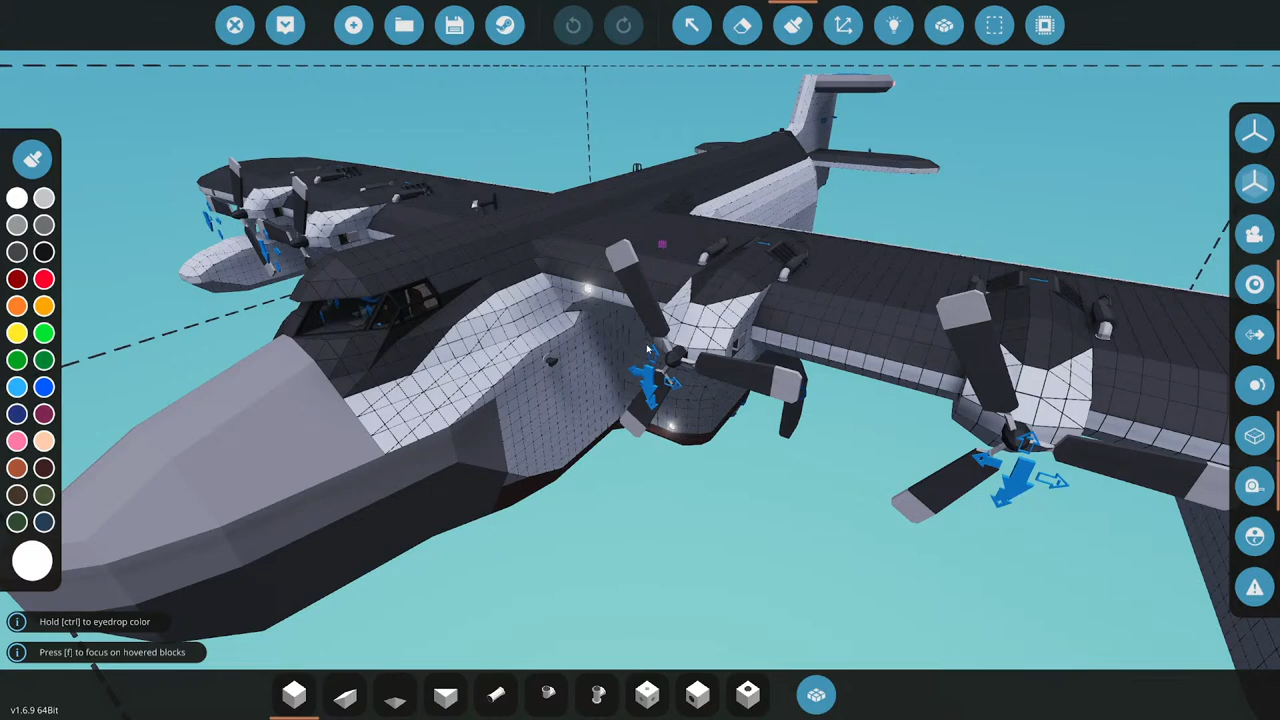 Hold [ctrl] to eyedrop color
Press [f] to focus on hovered blocks
v1.6.9 64Bit